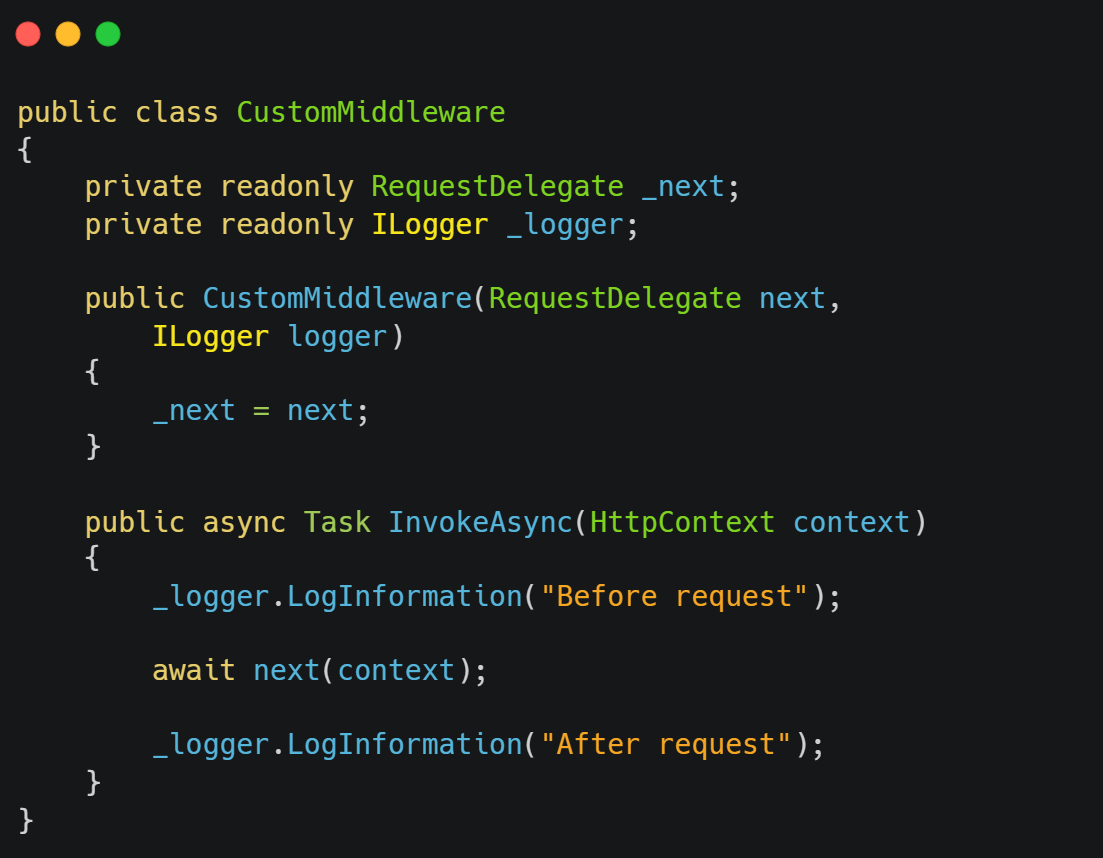 public class CustomMiddleware
{
    private readonly RequestDelegate _next;
    private readonly ILogger _logger;

    public CustomMiddleware(RequestDelegate next,
        ILogger logger)
    {
        _next = next;
    }

    public async Task InvokeAsync(HttpContext context)
    {
        _logger.LogInformation("Before request");

        await next(context);

        _logger.LogInformation("After request");
    }
}